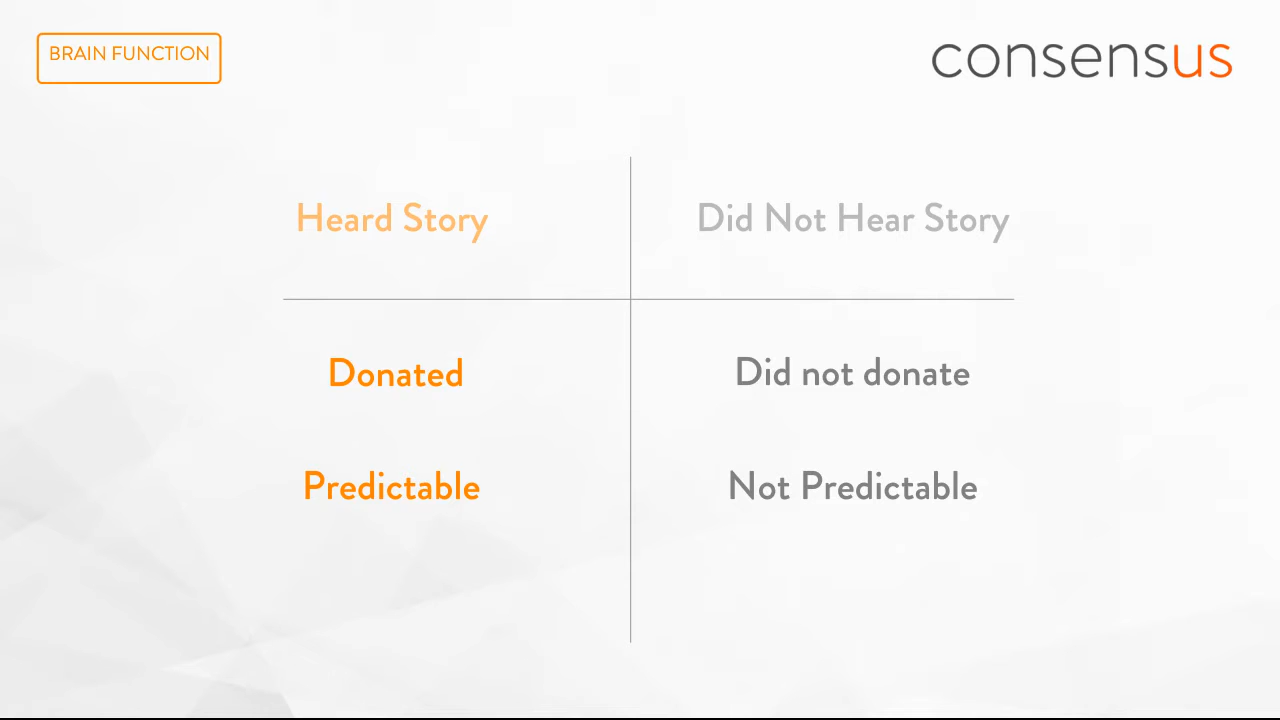 BRAIN FUNCTION
consensus
Heard Story
Did Not Hear Story
Donated
Did not donate
Predictable
Not Predictable